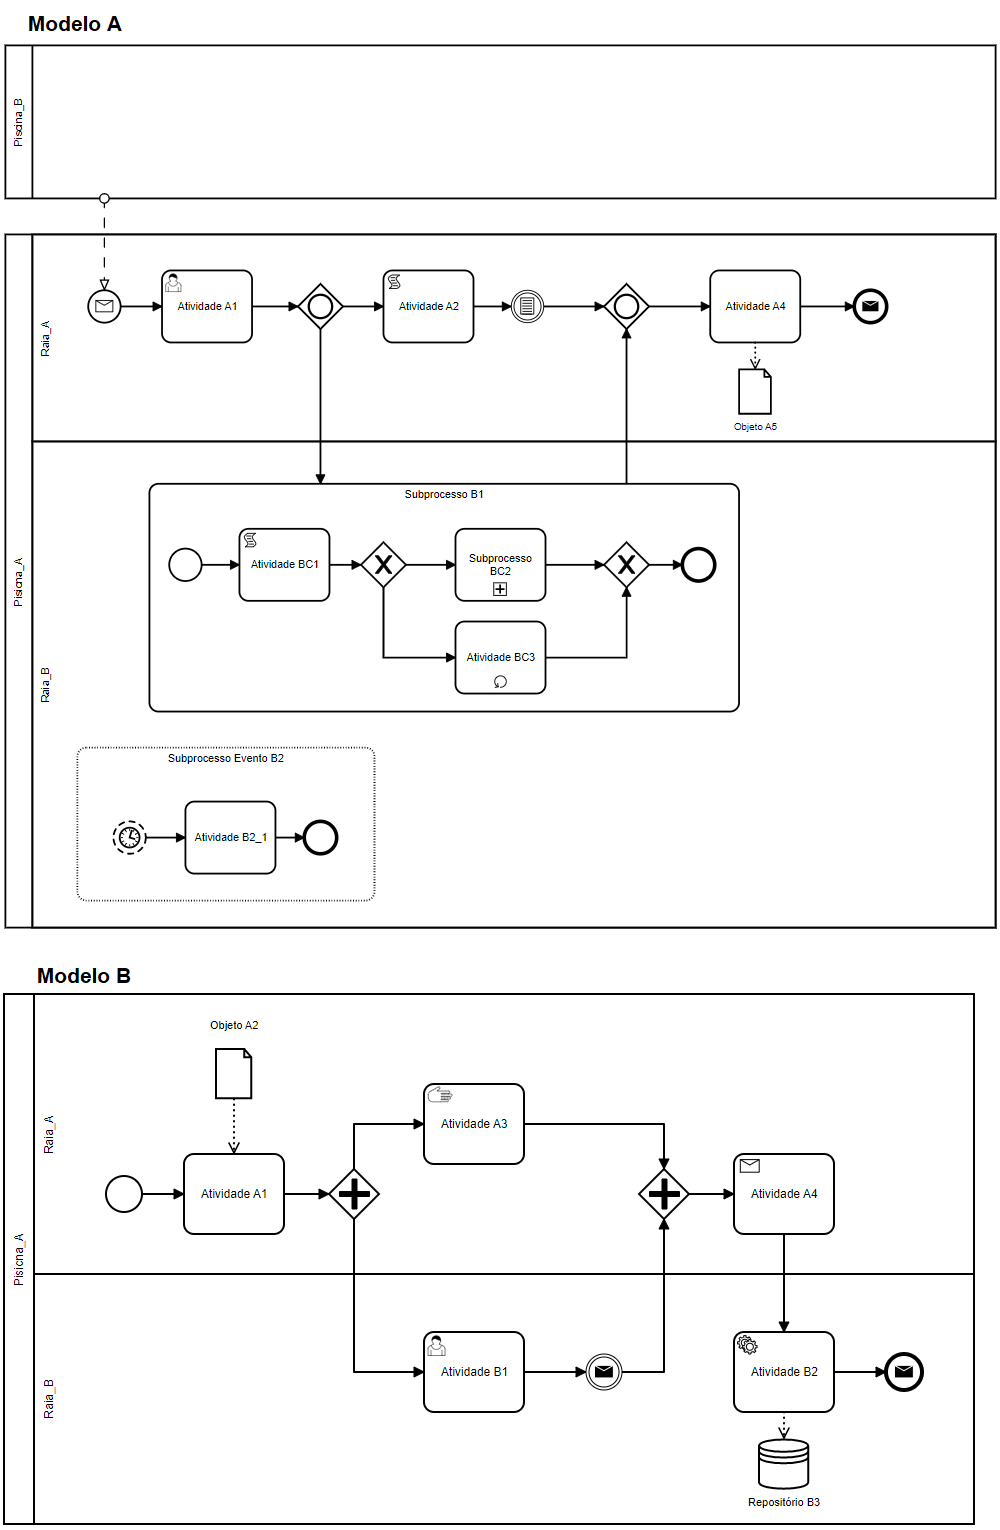 Modelo A
Piscina_B
Pisicna_A
Raia_A
Atividade A1
Atividade A2
Atividade A4
Objeto A5
Raia_B
Subprocesso B1
Atividade BC1
Subprocesso
BC2
Atividade BC3
Subprocesso Evento B2
Atividade B2_1
Modelo B
Pisicna_A
Raia_A
Objeto A2
Atividade A1
Atividade A3
Atividade A4
Raia_B
Atividade B1
Atividade B2
Repositório B3